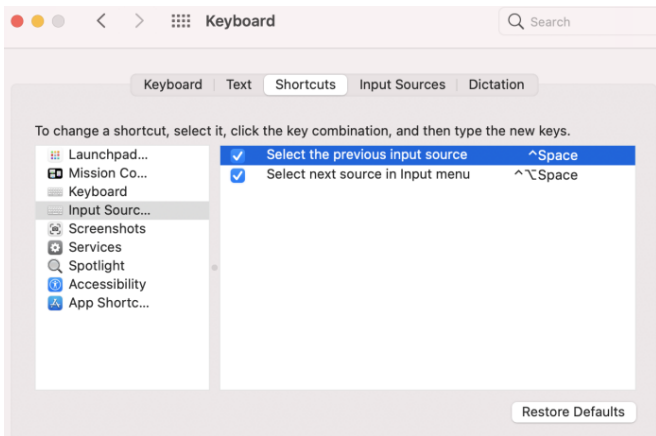 Keyboard
Search
Keyboard Text Shortcuts Input Sources Dictation
To change a shortcut, select it, click the key combination, and then type the new keys.
Launchpad...
Mission Co...
Keyboard
Input Sourc...
Screenshots
Services
Spotlight
Accessibility
App Shortc...
Select the previous input source ^Space
Select next source in Input menu ^⌥Space
Restore Defaults